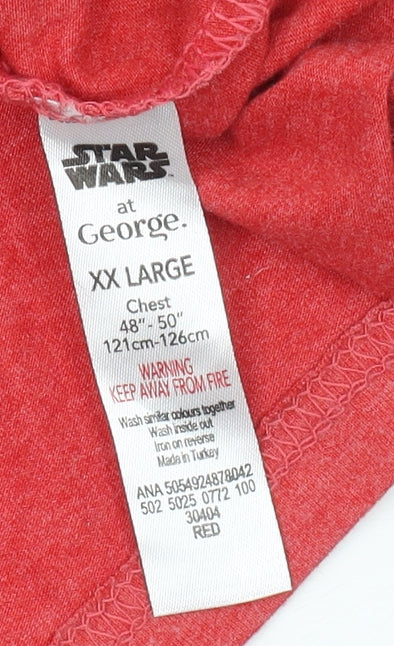 STAR
WARS™
at
George.
XX LARGE
Chest
48"- 50"
121cm-126cm
WARNING
KEEP AWAY FROM FIRE
Wash similar colours together
Wash inside out
Iron on reverse
Made in Turkey
ANA 5054924878042
502 5025 0772 100
30404
RED